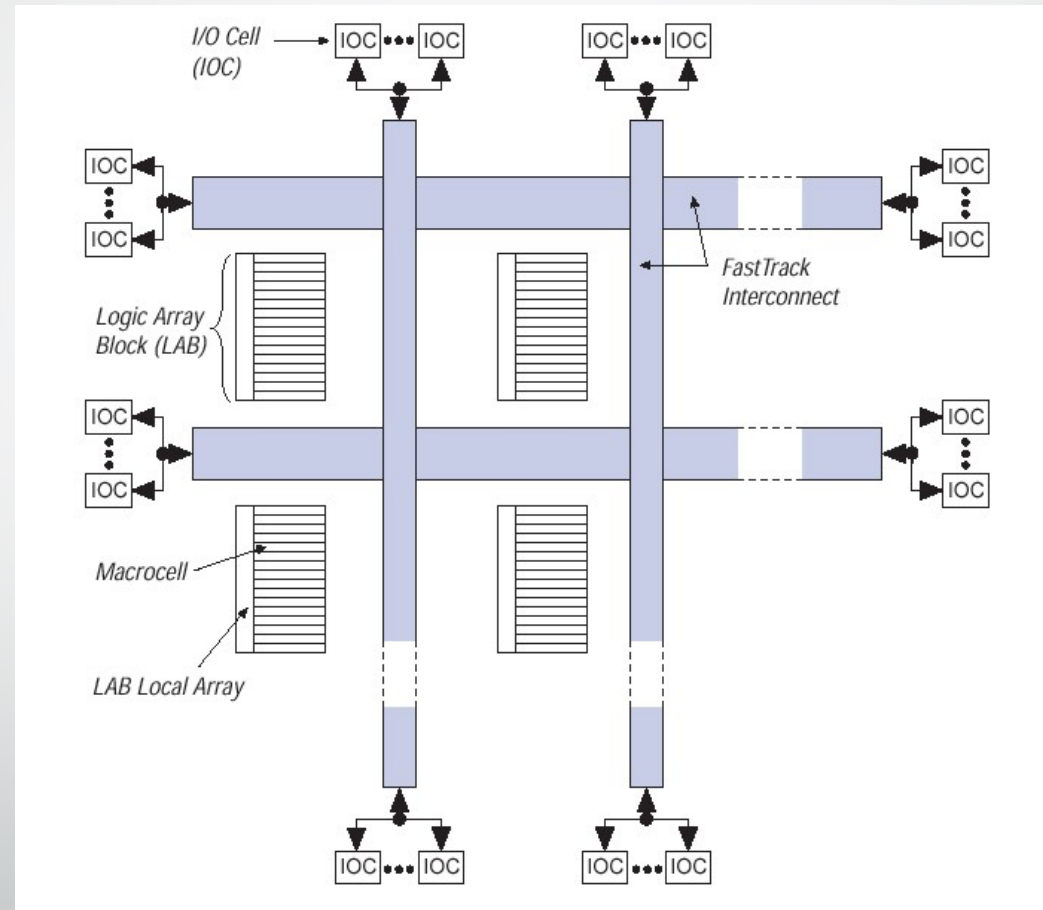 I/O Cell
(IOC)
IOC ••• IOC
IOC ••• IOC
IOC
IOC
IOC
IOC
FastTrack
Interconnect
Logic Array
Block (LAB)
IOC
IOC
IOC
IOC
Macrocell
LAB Local Array
IOC ••• IOC
IOC ••• IOC